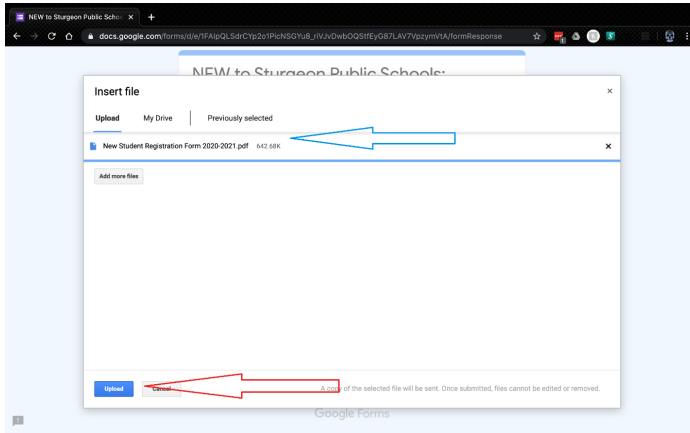 NEW to Sturgeon Public School
docs.google.com/forms/d/e/1FAIpQLSdrCYp2o1PicNSGYu8_riVJvDwbOQStfEyG87LAV7VpzymVtA/formResponse
NEW to Sturgeon Public Schools:
Insert file
Upload My Drive Previously selected
New Student Registration Form 2020-2021.pdf 642.68K
Add more files
Upload Cancel A copy of the selected file will be sent. Once submitted, files cannot be edited or removed.
Google Forms